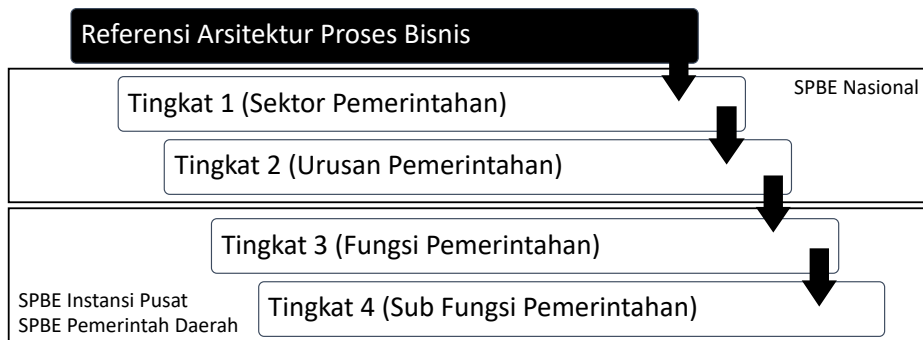 Referensi Arsitektur Proses Bisnis
SPBE Nasional
Tingkat 1 (Sektor Pemerintahan)
Tingkat 2 (Urusan Pemerintahan)
Tingkat 3 (Fungsi Pemerintahan)
Tingkat 4 (Sub Fungsi Pemerintahan)
SPBE Instansi Pusat
SPBE Pemerintah Daerah